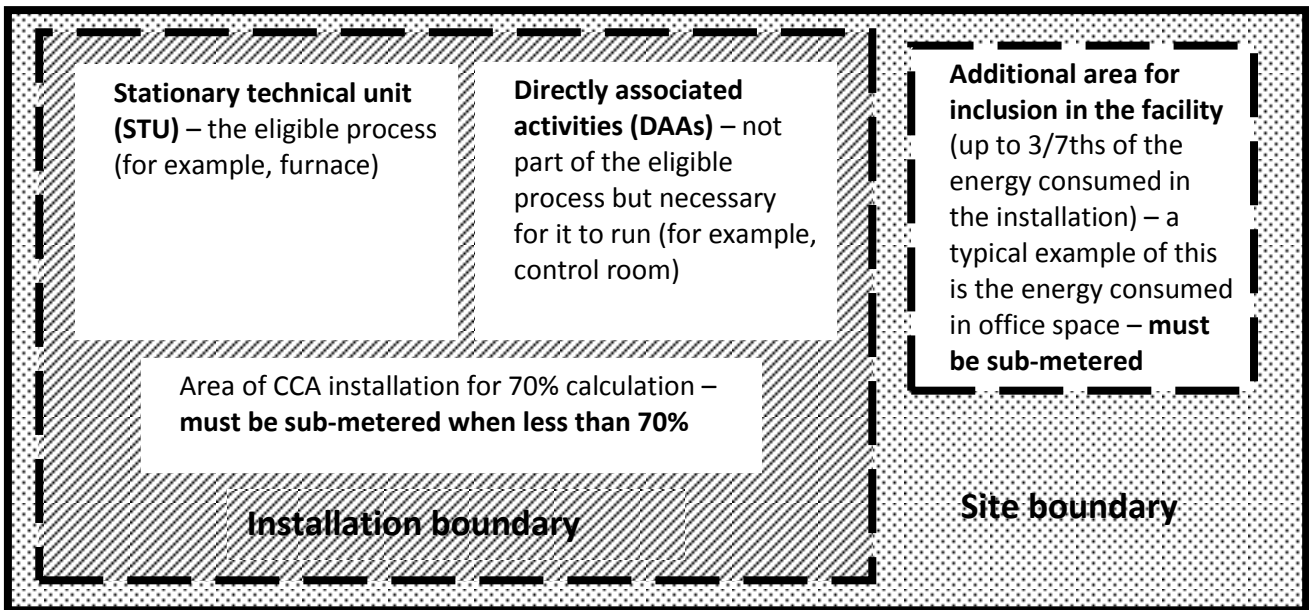 Stationary technical unit
(STU) – the eligible process
(for example, furnace)
Directly associated
activities (DAAs) – not
part of the eligible
process but necessary
for it to run (for example,
control room)
Additional area for
inclusion in the facility
(up to 3/7ths of the
energy consumed in
the installation) – a
typical example of this
is the energy consumed
in office space – must
be sub-metered
Area of CCA installation for 70% calculation –
must be sub-metered when less than 70%
Installation boundary
Site boundary